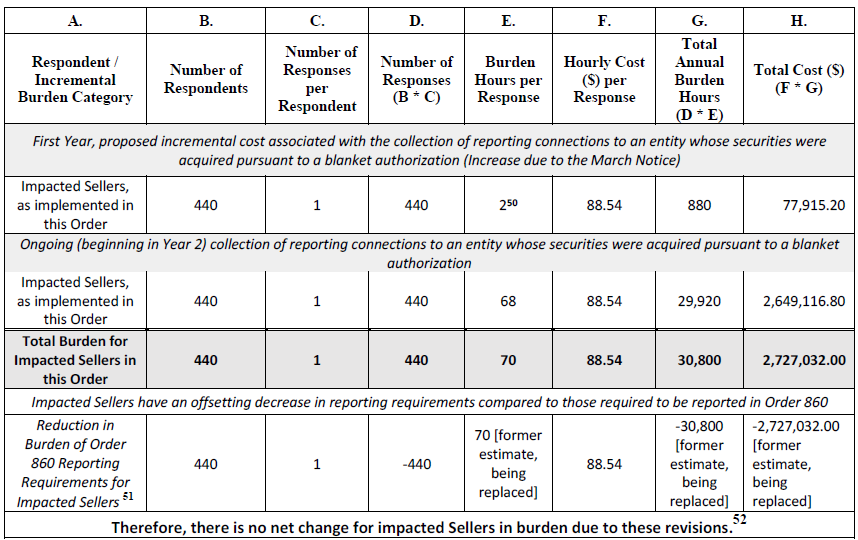 A. B. C. D. E. F. G. H.
Respondent /
Incremental
Burden Category
Number of
Respondents
Number of
Responses
per
Respondent
Number of
Responses
(B * C)
Burden
Hours per
Response
Hourly Cost
($) per
Response
Total
Annual
Burden
Hours
(D * E)
Total Cost ($)
(F * G)
First Year, proposed incremental cost associated with the collection of reporting connections to an entity whose securities were
acquired pursuant to a blanket authorization (Increase due to the March Notice)
Impacted Sellers,
as implemented in
this Order
440 1 440 2⁵⁰ 88.54 880 77,915.20
Ongoing (beginning in Year 2) collection of reporting connections to an entity whose securities were acquired pursuant to a blanket
authorization
Impacted Sellers,
as implemented in
this Order
440 1 440 68 88.54 29,920 2,649,116.80
Total Burden for
Impacted Sellers in
this Order
440 1 440 70 88.54 30,800 2,727,032.00
Impacted Sellers have an offsetting decrease in reporting requirements compared to those required to be reported in Order 860
Reduction in
Burden of Order
860 Reporting
Requirements for
Impacted Sellers ⁵¹
440
1
-440
70 [former
estimate,
being
replaced]
88.54
-30,800
[former
estimate,
being
replaced]
-2,727,032.00
[former
estimate,
being
replaced]
Therefore, there is no net change for impacted Sellers in burden due to these revisions.⁵²